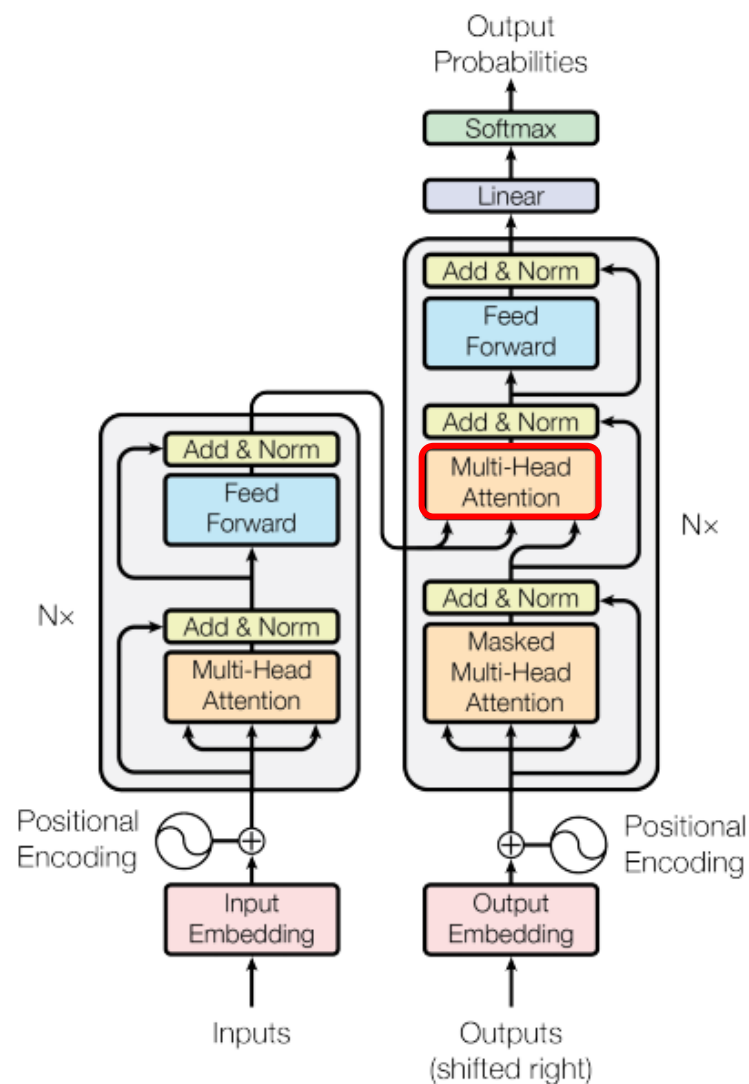 Output
Probabilities
Softmax
Linear
Add & Norm
Feed
Forward
Add & Norm
Multi-Head
Attention
Nx
Add & Norm
Masked
Multi-Head
Attention
Add & Norm
Feed
Forward
Nx
Add & Norm
Multi-Head
Attention
Positional
Encoding
Positional
Encoding
Input
Embedding
Output
Embedding
Inputs
Outputs
(shifted right)